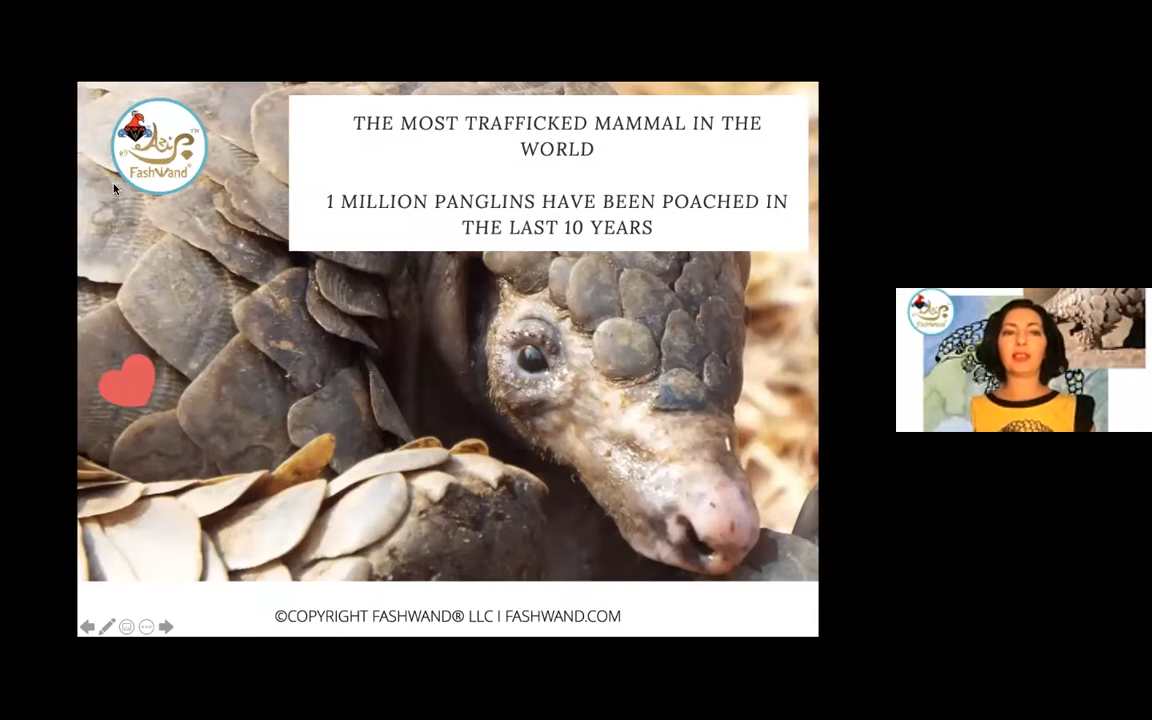 THE MOST TRAFFICKED MAMMAL IN THE
WORLD
1 MILLION PANGLINS HAVE BEEN POACHED IN
THE LAST 10 YEARS
FashWand®
FashWand
©COPYRIGHT FASHWAND® LLC I FASHWAND.COM